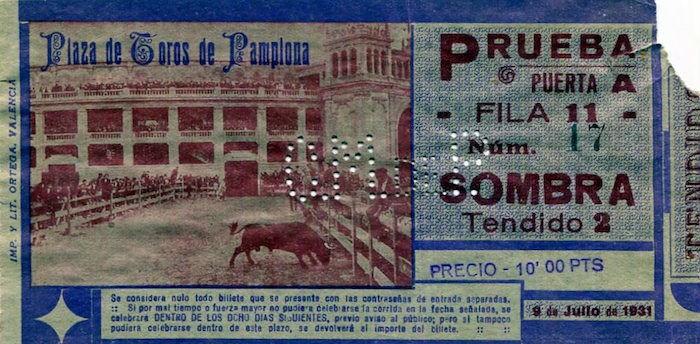 Plaza de Toros de Pamplona
IMP. Y LIT. ORTEGA. VALENCIA
PRUEBA
PUERTA A
- FILA 11 -
Núm. 17
SOMBRA
Tendido 2
PRECIO - 10'00 PTS
9 de Julio de 1931
Se considera nulo todo billete que se presente con las contraseñas de entrada separadas.
:: Si por mal tiempo o fuerza mayor no pudiera celebrarse la corrida en la fecha señalada, se
celebrará DENTRO DE LOS OCHO DIAS SIGUIENTES, previo aviso al público; pero si tampoco
pudiera celebrarse dentro de este plazo, se devolverá el importe del billete. :: ::